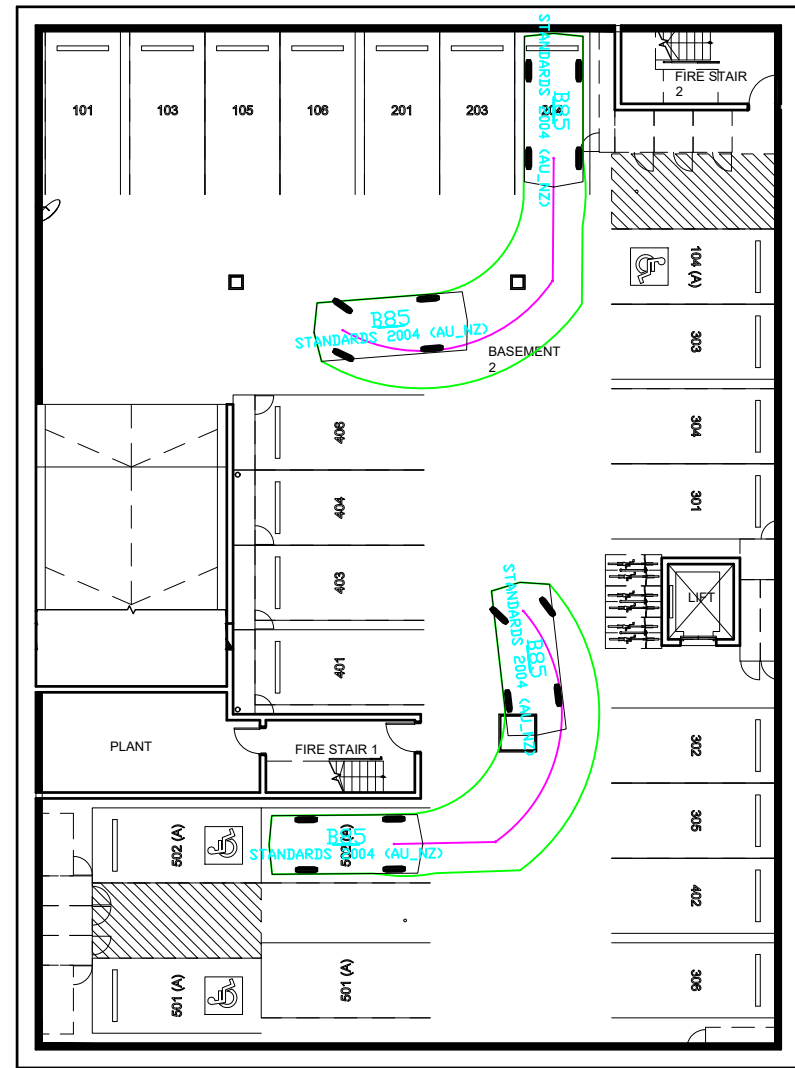 101
103
105
106
201
203
204
B85
STANDARDS 2004 (AU_NZ)
FIRE STAIR
2
104 (A)
B85
STANDARDS 2004 (AU_NZ)
BASEMENT
2
303
304
301
406
404
403
401
B85
STANDARDS 2004 (AU_NZ)
LIFT
PLANT
FIRE STAIR 1
302
305
402
306
502 (A)
502 (A)
B85
STANDARDS 2004 (AU_NZ)
501 (A)
501 (A)